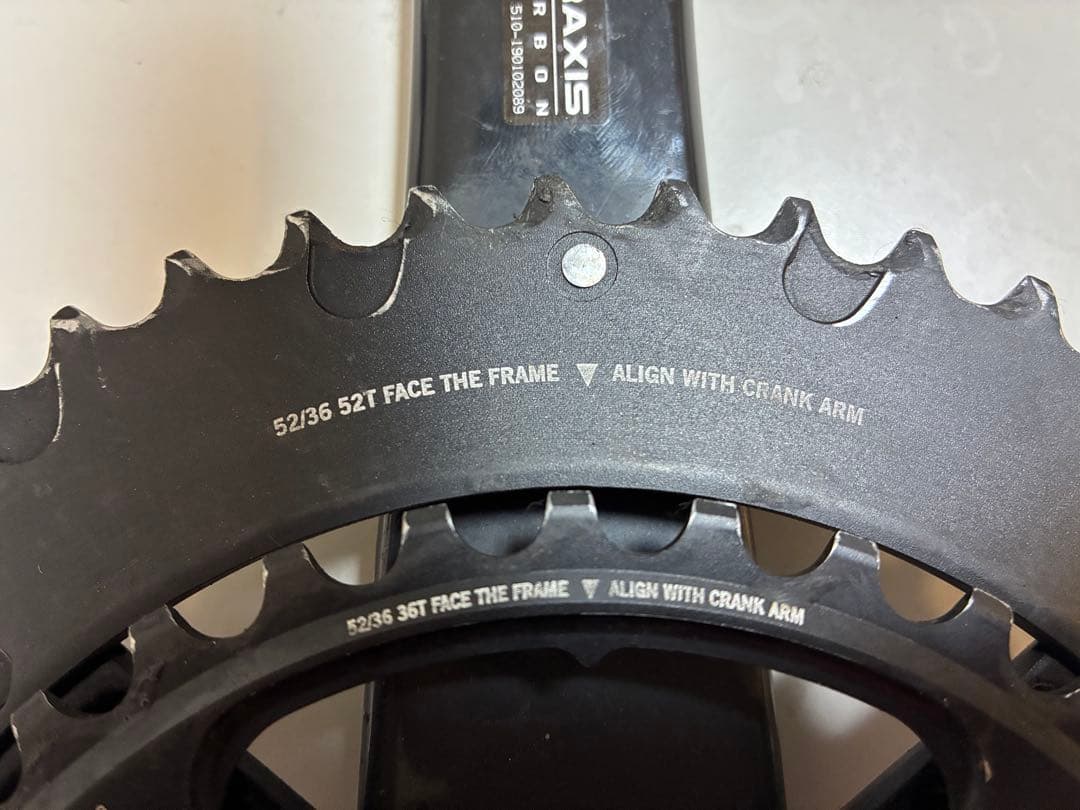 RAXIS
RBON
510-190102089
52/36 52T FACE THE FRAME ▼ ALIGN WITH CRANK ARM
52/36 36T FACE THE FRAME ▼ ALIGN WITH CRANK ARM